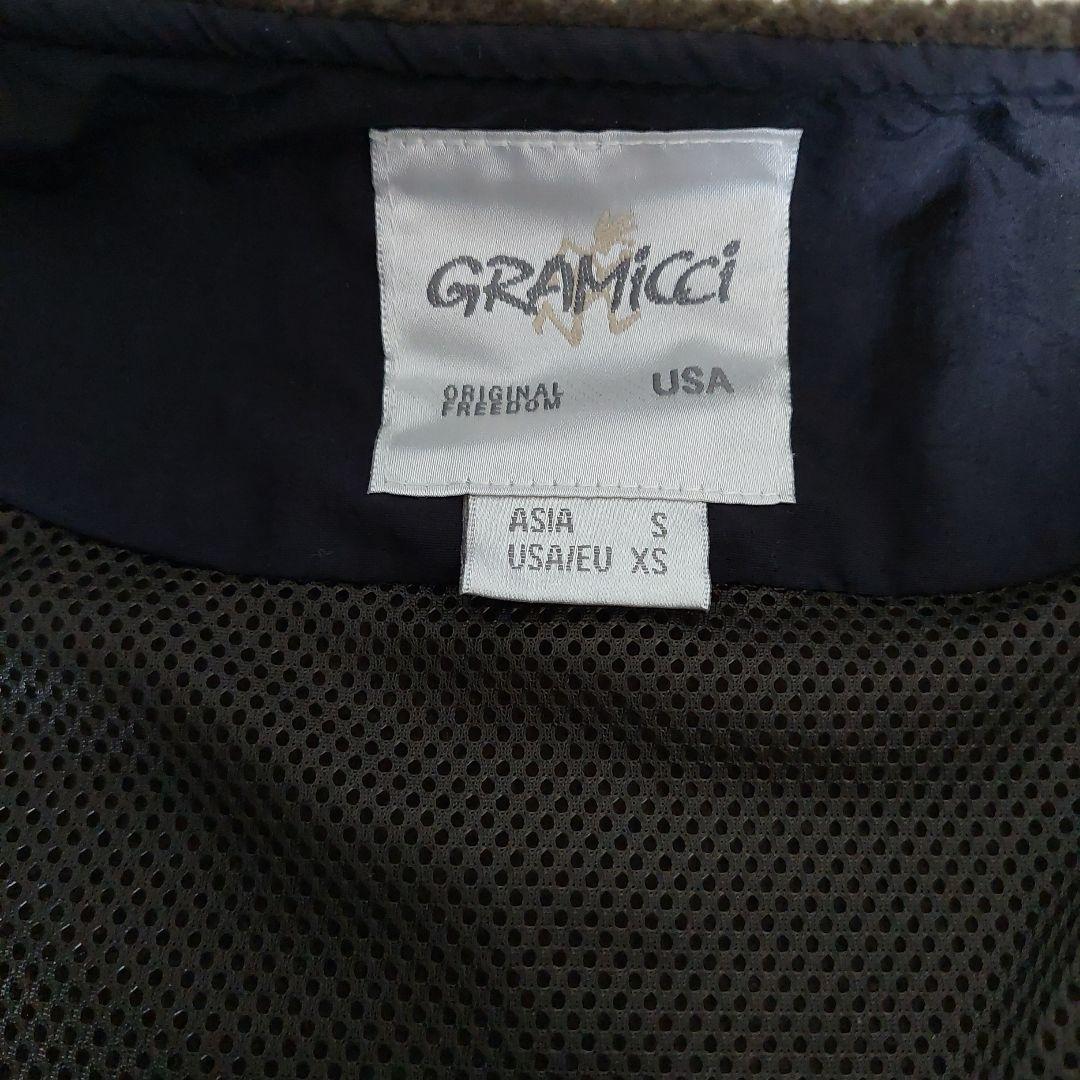 GRAMiCCi
ORIGINAL USA
FREEDOM
ASIA S
USA/EU XS